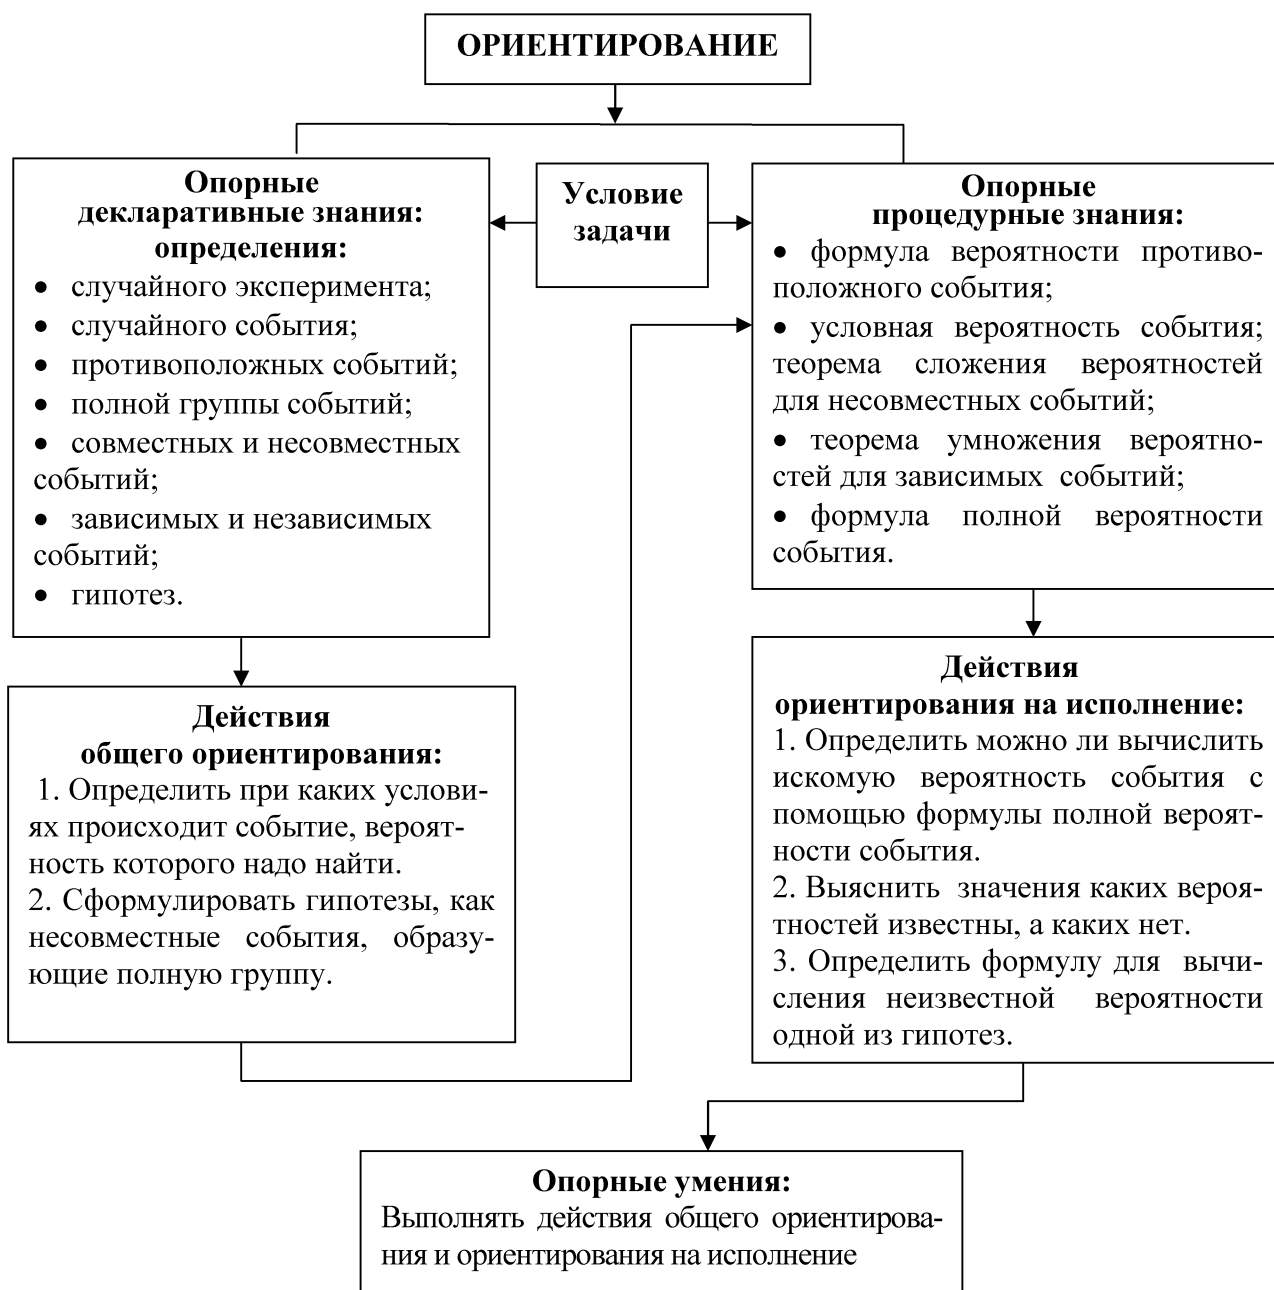 ОРИЕНТИРОВАНИЕ
Опорные
декларативные знания:
определения:
• случайного эксперимента;
• случайного события;
• противоположных событий;
• полной группы событий;
• совместных и несовместных
событий;
• зависимых и независимых
событий;
• гипотез.
Условие
задачи
Опорные
процедурные знания:
• формула вероятности противо-
положного события;
• условная вероятность события;
теорема сложения вероятностей
для несовместных событий;
• теорема умножения вероятно-
стей для зависимых событий;
• формула полной вероятности
события.
Действия
общего ориентирования:
1. Определить при каких услови-
ях происходит событие, вероят-
ность которого надо найти.
2. Сформулировать гипотезы, как
несовместные события, образу-
ющие полную группу.
Действия
ориентирования на исполнение:
1. Определить можно ли вычислить
искомую вероятность события с
помощью формулы полной вероят-
ности события.
2. Выяснить значения каких вероя-
тностей известны, а каких нет.
3. Определить формулу для вычи-
сления неизвестной вероятности
одной из гипотез.
Опорные умения:
Выполнять действия общего ориентирова-
ния и ориентирования на исполнение